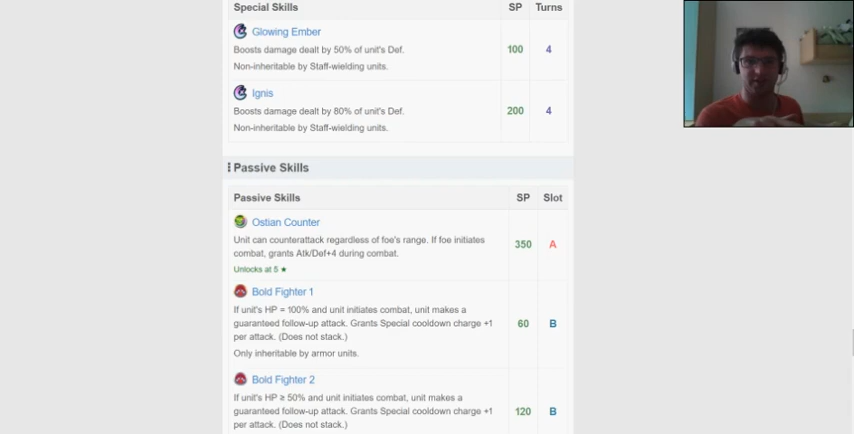 Special Skills SP Turns
Glowing Ember
Boosts damage dealt by 50% of unit's Def. 100 4
Non-inheritable by Staff-wielding units.
Ignis
Boosts damage dealt by 80% of unit's Def. 200 4
Non-inheritable by Staff-wielding units.
Passive Skills
Passive Skills SP Slot
Ostian Counter
Unit can counterattack regardless of foe's range. If foe initiates 350 A
combat, grants Atk/Def+4 during combat.
Unlocks at 5 ★
Bold Fighter 1
If unit's HP = 100% and unit initiates combat, unit makes a
guaranteed follow-up attack. Grants Special cooldown charge +1 60 B
per attack. (Does not stack.)
Only inheritable by armor units.
Bold Fighter 2
If unit's HP ≥ 50% and unit initiates combat, unit makes a
guaranteed follow-up attack. Grants Special cooldown charge +1 120 B
per attack. (Does not stack.)